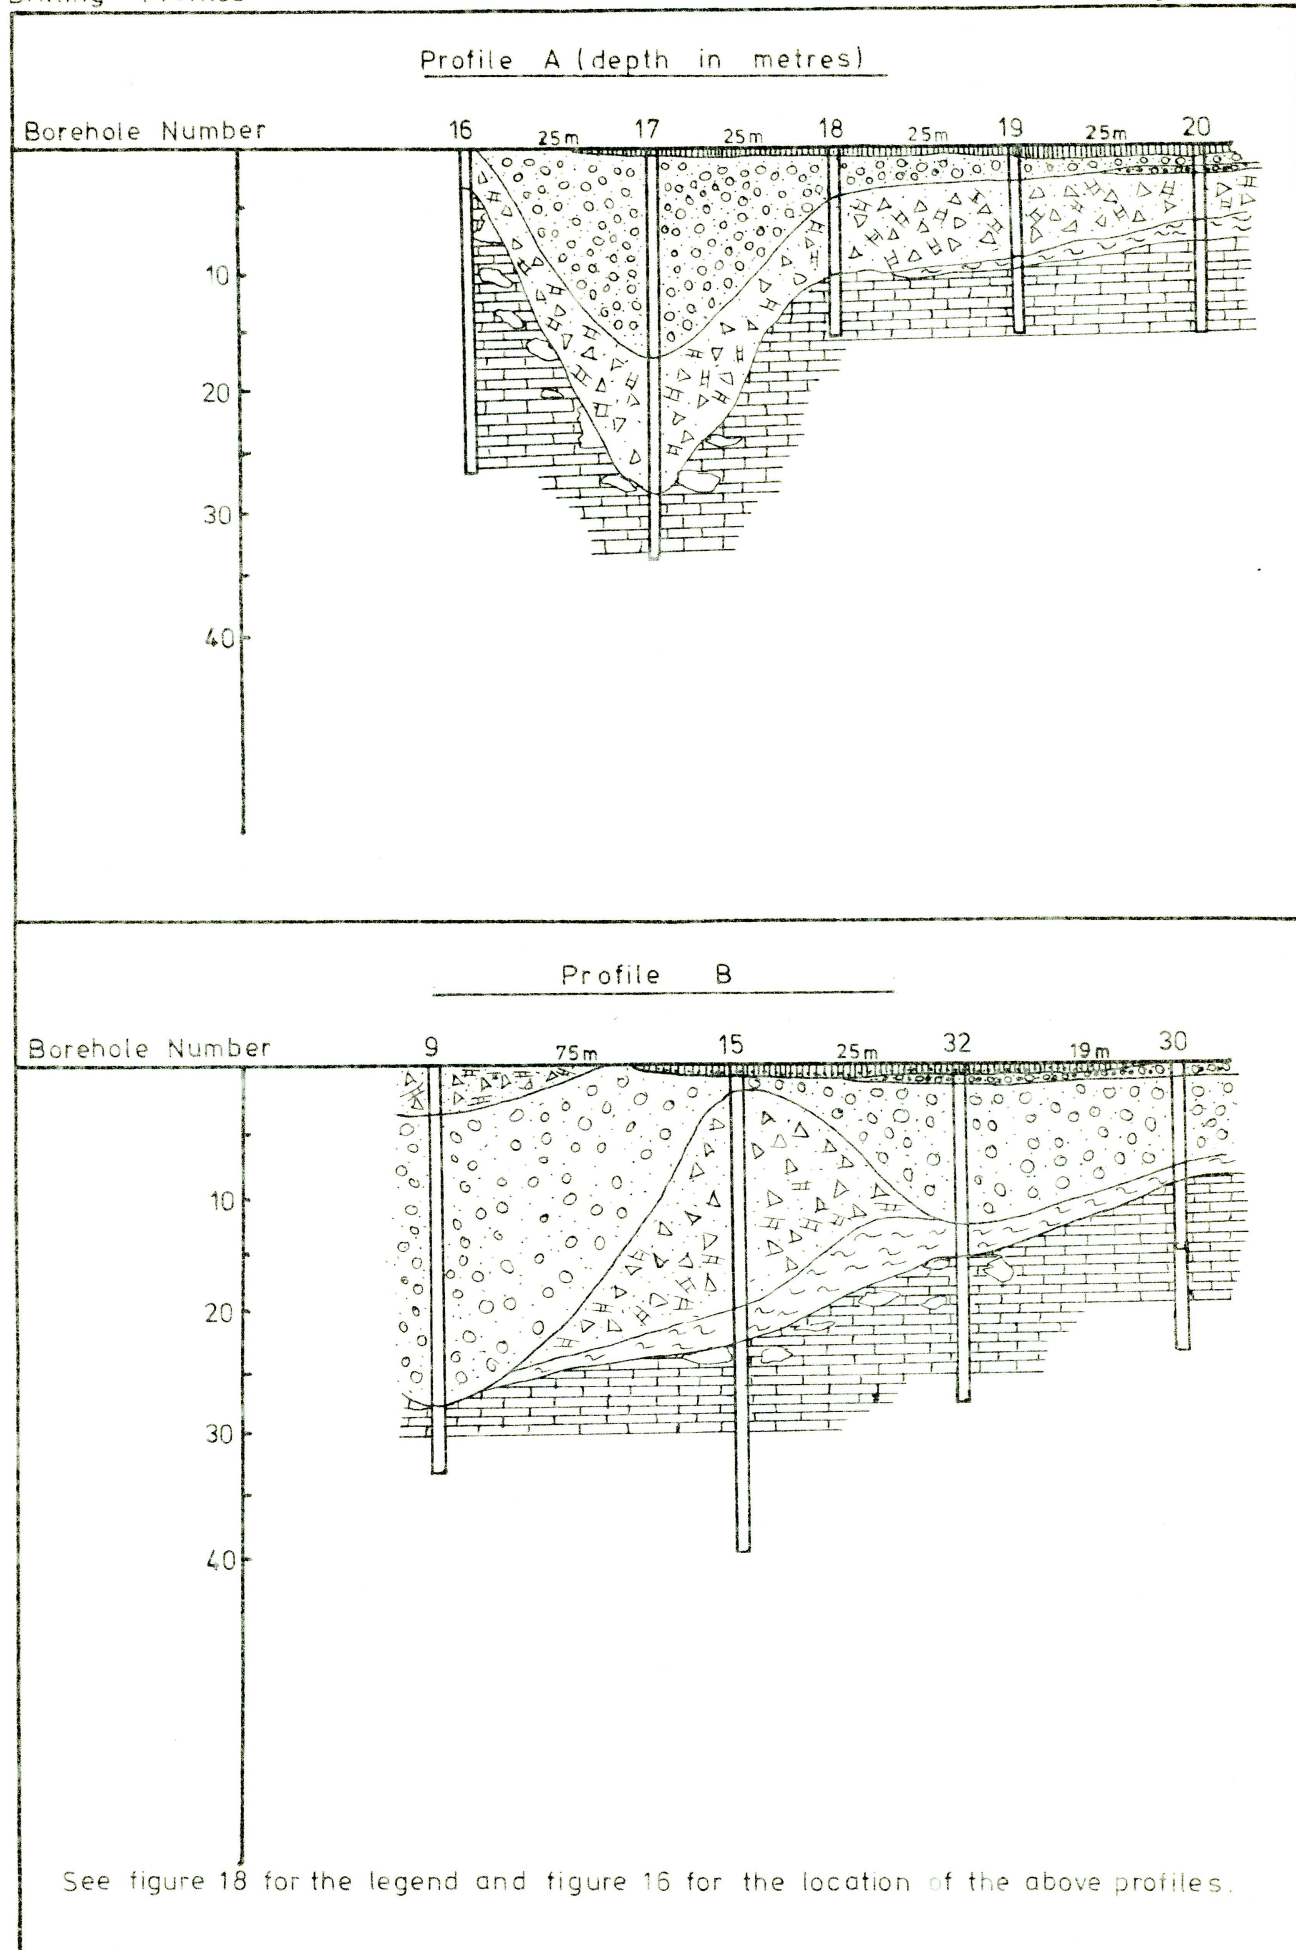 Profile A (depth in metres)
Borehole Number 16 25m 17 25m 18 25m 19 25m 20
10
20
30
40
Profile B
Borehole Number 9 75m 15 25m 32 19m 30
10
20
30
40
See figure 18 for the legend and figure 16 for the location of the above profiles.